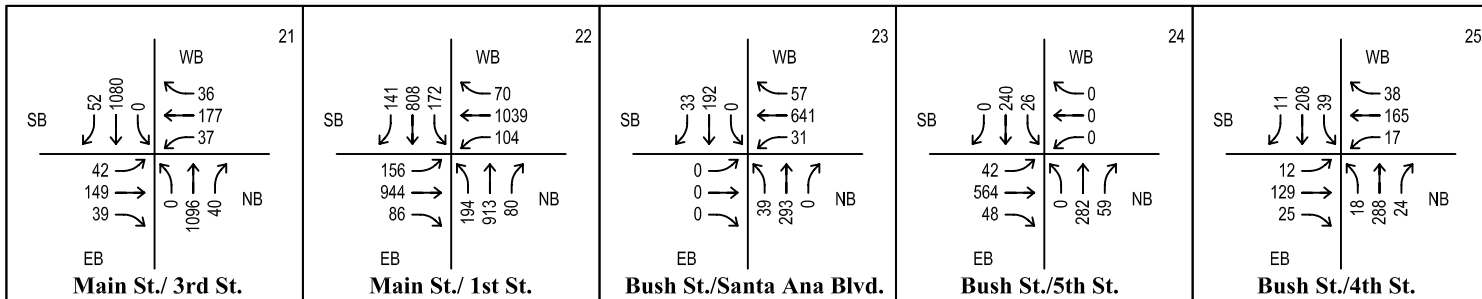 21
WB
52 1080 0
36
177
37
SB
42
149
39
0 1096 40
NB
EB
Main St./ 3rd St.
22
WB
141 808 172
70
1039
104
SB
156
944
86
194 913 80
NB
EB
Main St./ 1st St.
23
WB
33 192 0
57
641
31
SB
0
0
0
39 293 0
NB
EB
Bush St./Santa Ana Blvd.
24
WB
0 240 26
0
0
0
SB
42
564
48
0 282 59
NB
EB
Bush St./5th St.
25
WB
11 208 39
38
165
17
SB
12
129
25
18 288 24
NB
EB
Bush St./4th St.